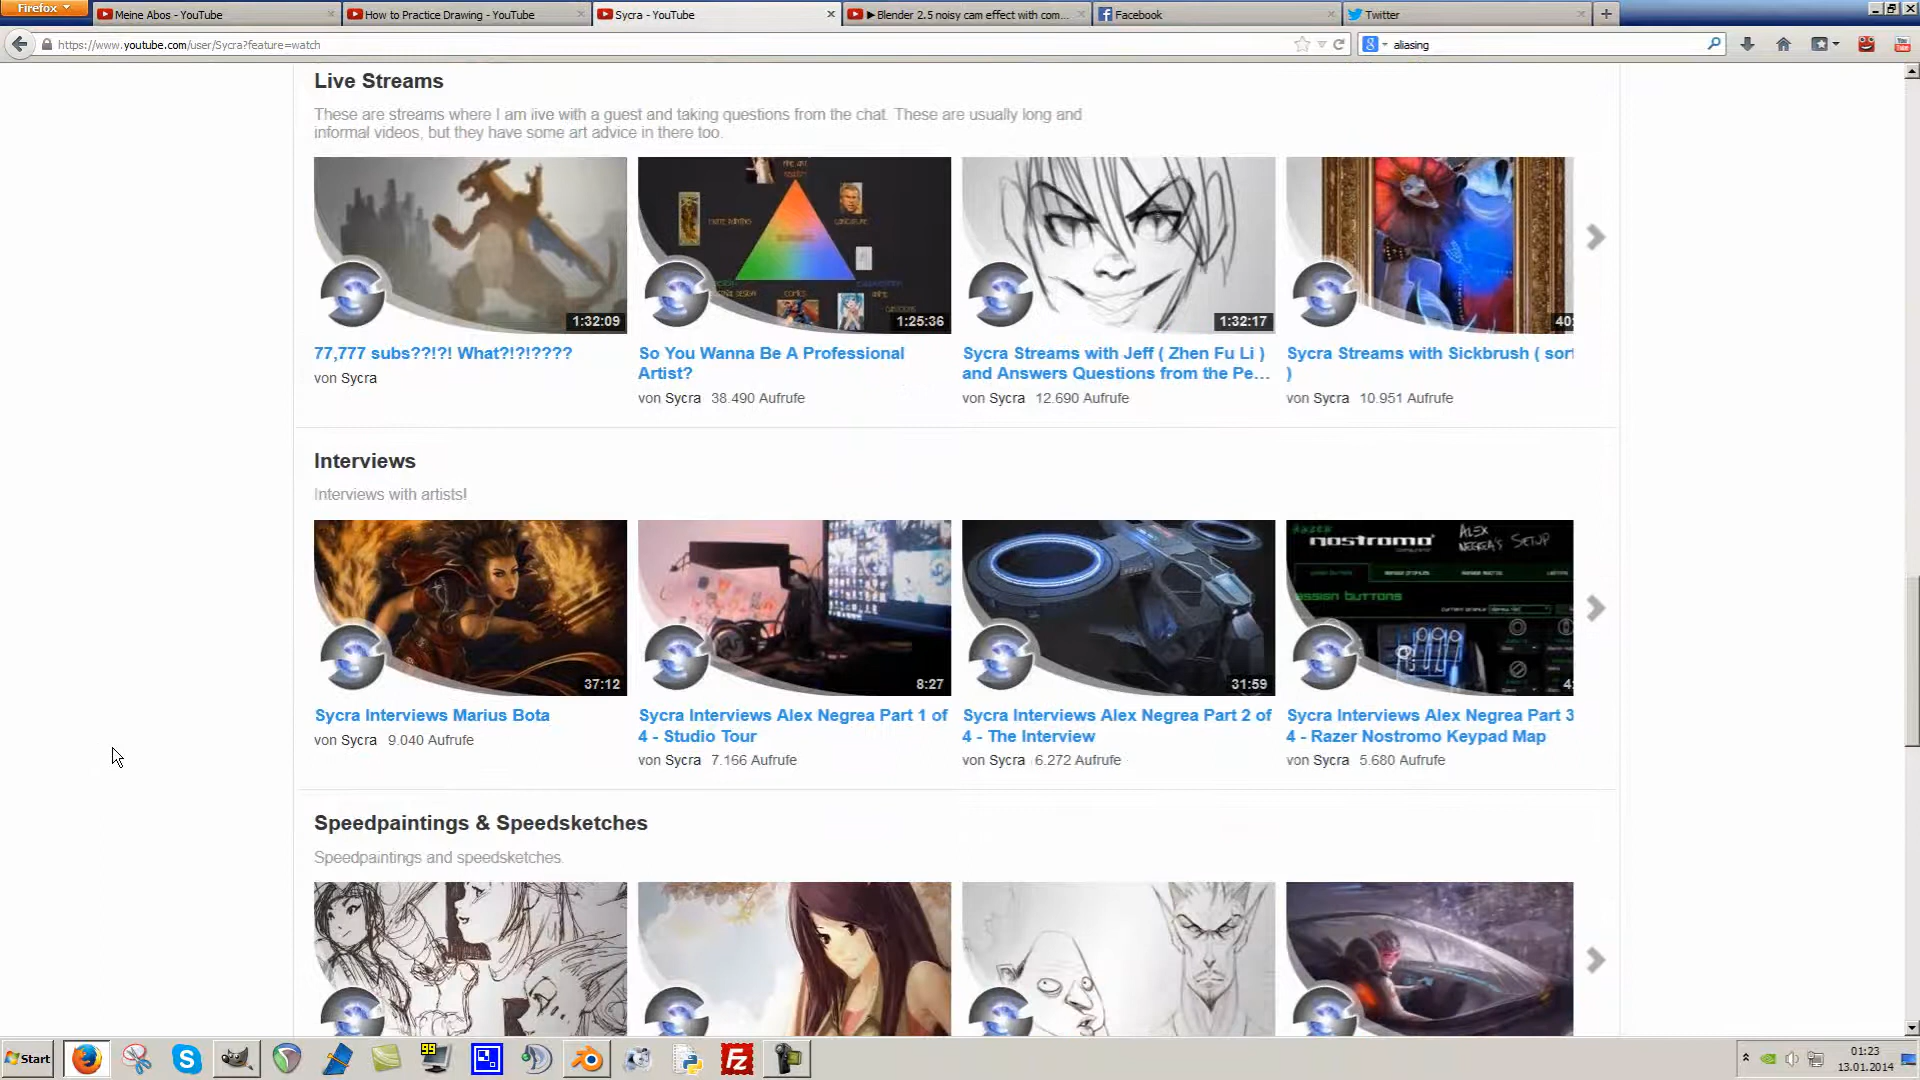 Firefox
Meine Abos - YouTube
How to Practice Drawing - YouTube
Sycra - YouTube
▶ Blender 2.5 noisy cam effect with com...
Facebook
Twitter
https://www.youtube.com/user/Sycra?feature=watch
aliasing
Live Streams
These are streams where I am live with a guest and taking questions from the chat. These are usually long and
informal videos, but they have some art advice in there too.
1:32:09
1:25:36
1:32:17
40:
77,777 subs??!?! What?!?!????
So You Wanna Be A Professional
Artist?
Sycra Streams with Jeff ( Zhen Fu Li )
and Answers Questions from the Pe...
Sycra Streams with Sickbrush ( sort
)
von Sycra
von Sycra 38.490 Aufrufe
von Sycra 12.690 Aufrufe
von Sycra 10.951 Aufrufe
Interviews
Interviews with artists!
nostromo
ALEX
NEGREA'S SETUP
ASSIGN BUTTONS
37:12
8:27
31:59
4:
Sycra Interviews Marius Bota
Sycra Interviews Alex Negrea Part 1 of
4 - Studio Tour
Sycra Interviews Alex Negrea Part 2 of
4 - The Interview
Sycra Interviews Alex Negrea Part 3
4 - Razer Nostromo Keypad Map
von Sycra 9.040 Aufrufe
von Sycra 7.166 Aufrufe
von Sycra 6.272 Aufrufe
von Sycra 5.680 Aufrufe
Speedpaintings & Speedsketches
Speedpaintings and speedsketches.
Start
99
01:23
13.01.2014